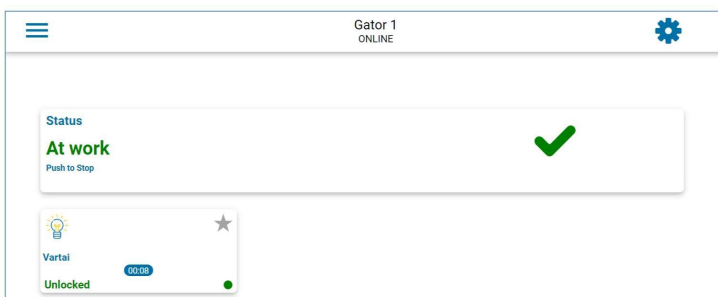 Gator 1
ONLINE
Status
At work
Push to Stop
Vartai
00:08
Unlocked